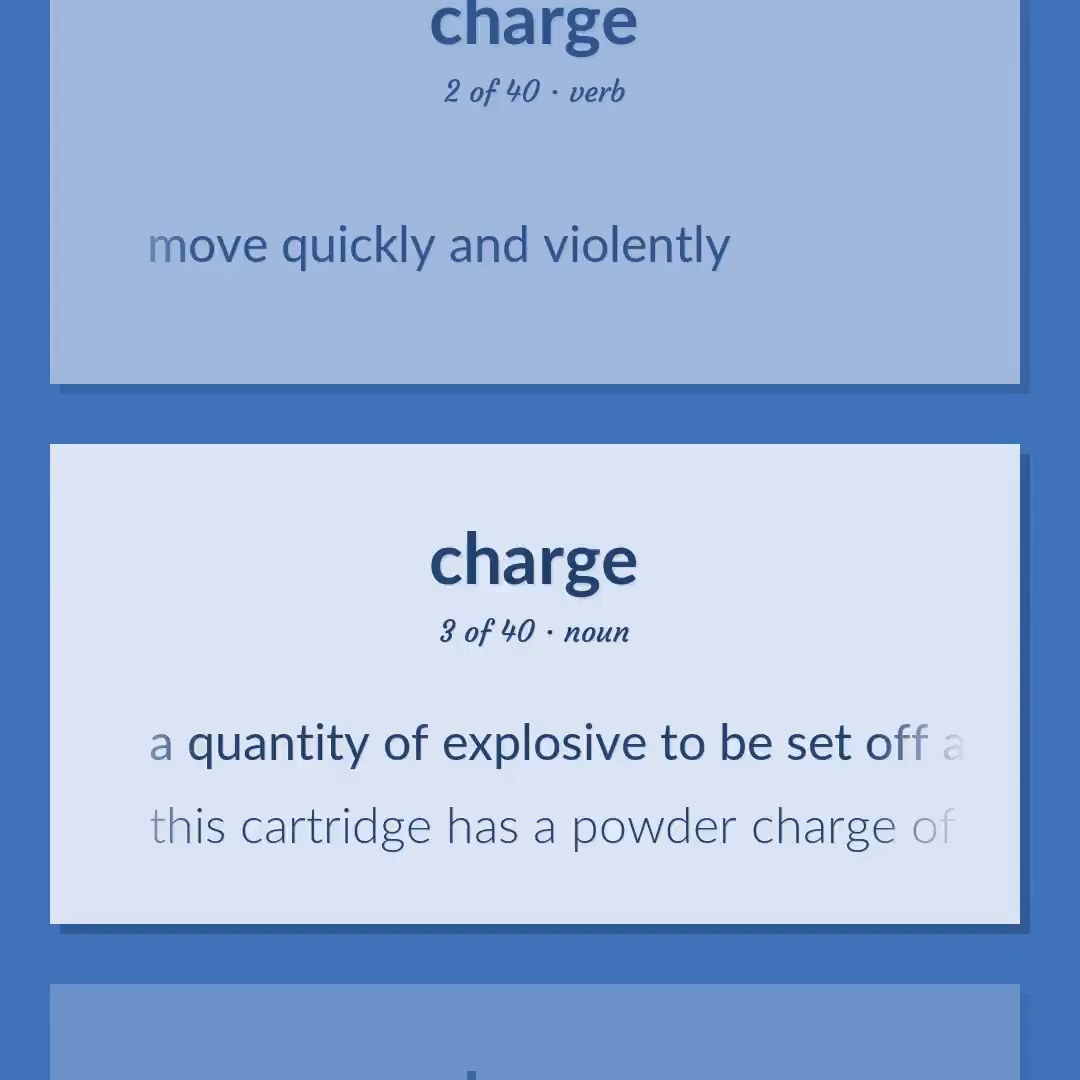 charge
2 of 40 · verb
move quickly and violently
charge
3 of 40 · noun
a quantity of explosive to be set off a
this cartridge has a powder charge of